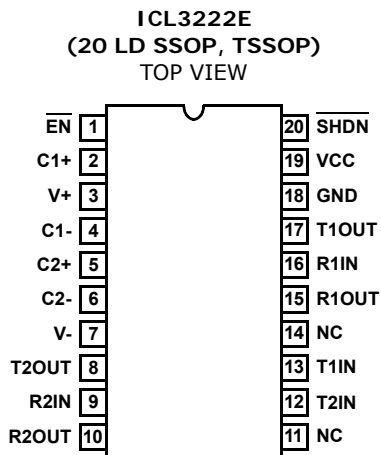 ICL3222E
(20 LD SSOP, TSSOP)
TOP VIEW
EN 1 20 SHDN
C1+ 2 19 VCC
V+ 3 18 GND
C1- 4 17 T1OUT
C2+ 5 16 R1IN
C2- 6 15 R1OUT
V- 7 14 NC
T2OUT 8 13 T1IN
R2IN 9 12 T2IN
R2OUT 10 11 NC